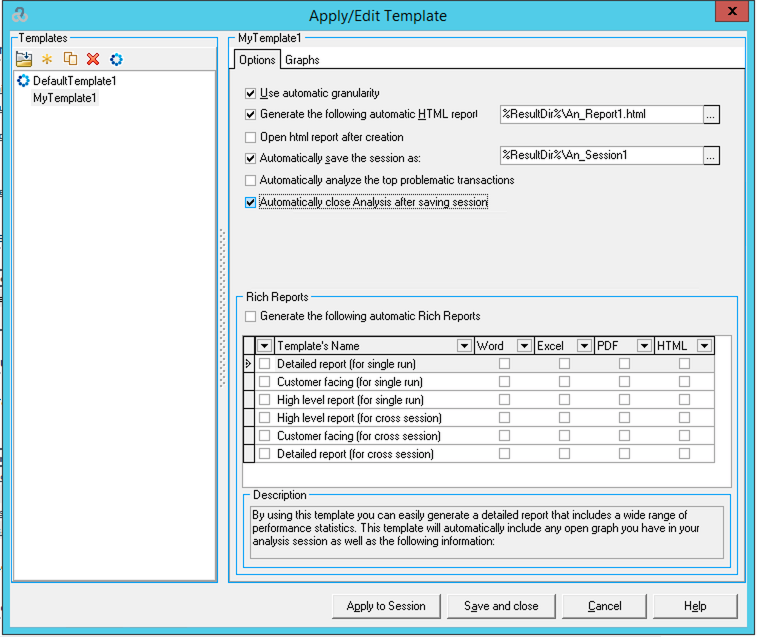 Apply/Edit Template
x
Templates
DefaultTemplate1
MyTemplate1
MyTemplate1
Options Graphs
Use automatic granularity
Generate the following automatic HTML report %ResultDir%\An_Report1.html ...
Open html report after creation
Automatically save the session as: %ResultDir%\An_Session1 ...
Automatically analyze the top problematic transactions
Automatically close Analysis after saving session
Rich Reports
Generate the following automatic Rich Reports
Template's Name Word Excel PDF HTML
Detailed report (for single run)
Customer facing (for single run)
High level report (for single run)
High level report (for cross session)
Customer facing (for cross session)
Detailed report (for cross session)
Description
By using this template you can easily generate a detailed report that includes a wide range of
performance statistics. This template will automatically include any open graph you have in your
analysis session as well as the following information:
Apply to Session Save and close Cancel Help